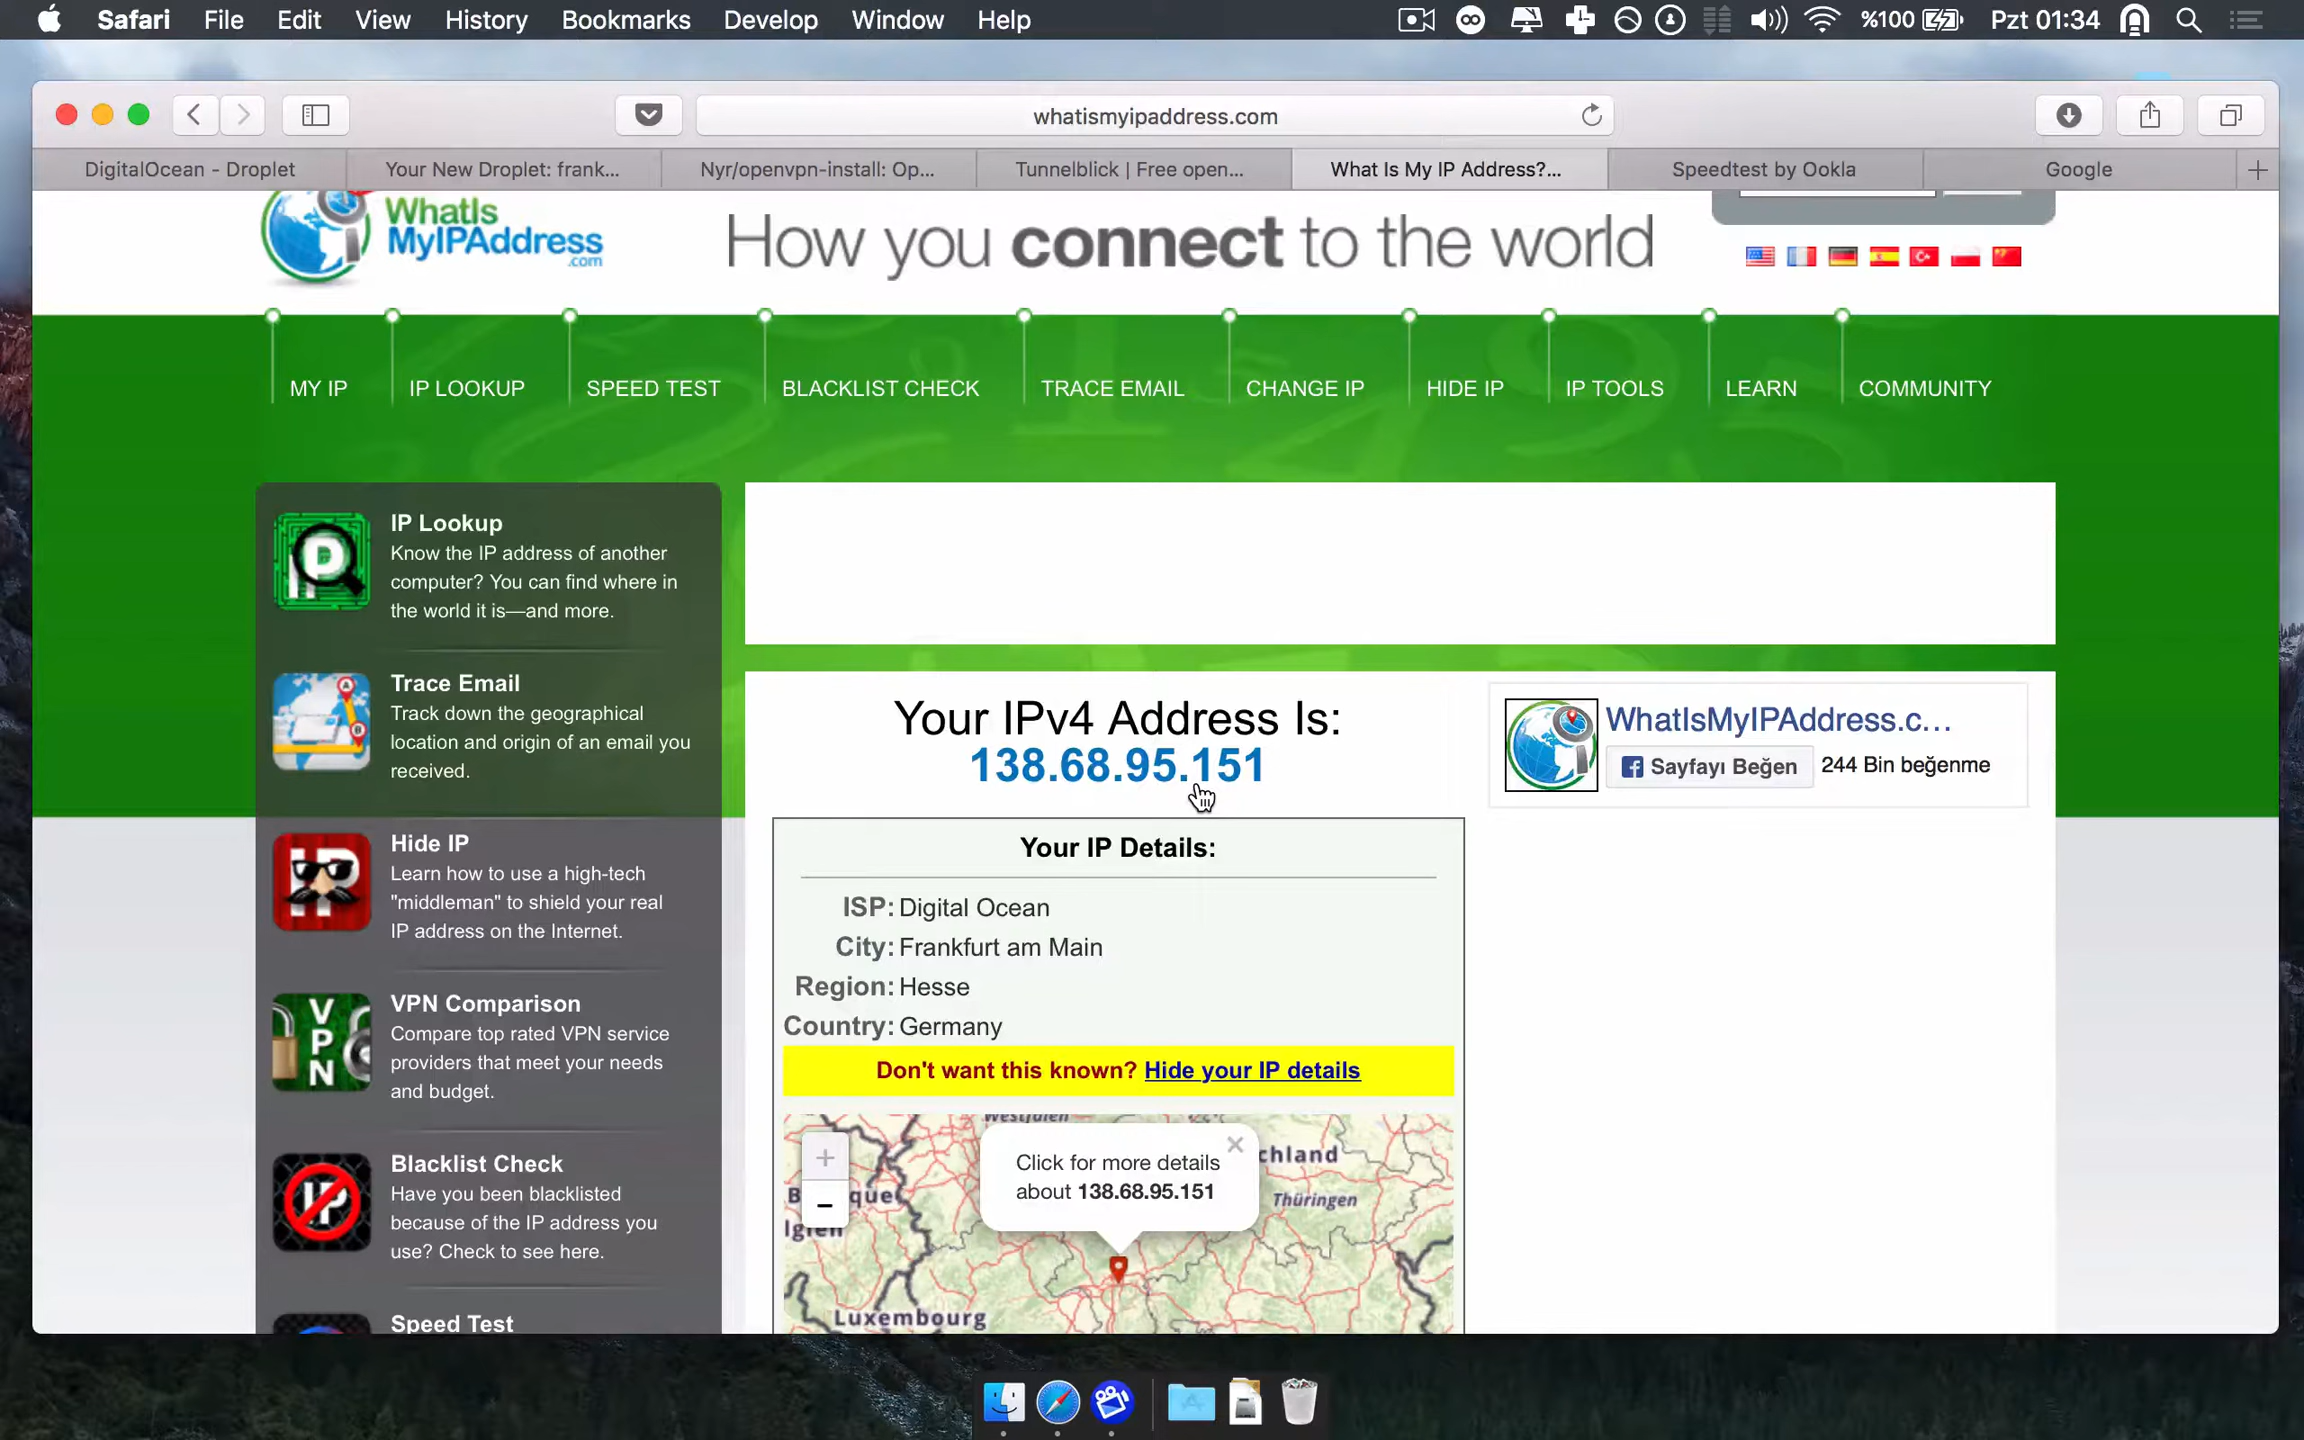 Safari File Edit View History Bookmarks Develop Window Help
%100 Pzt 01:34
whatismyipaddress.com
DigitalOcean - Droplet
Your New Droplet: frank...
Nyr/openvpn-install: Op...
Tunnelblick | Free open...
What Is My IP Address?...
Speedtest by Ookla
Google
WhatIs
MyIPAddress
.com
How you connect to the world
MY IP
IP LOOKUP
SPEED TEST
BLACKLIST CHECK
TRACE EMAIL
CHANGE IP
HIDE IP
IP TOOLS
LEARN
COMMUNITY
IP Lookup
Know the IP address of another
computer? You can find where in
the world it is—and more.
Trace Email
Track down the geographical
location and origin of an email you
received.
Hide IP
Learn how to use a high-tech
"middleman" to shield your real
IP address on the Internet.
VPN
VPN Comparison
Compare top rated VPN service
providers that meet your needs
and budget.
IP
Blacklist Check
Have you been blacklisted
because of the IP address you
use? Check to see here.
Speed Test
Your IPv4 Address Is:
138.68.95.151
Your IP Details:
ISP: Digital Ocean
City: Frankfurt am Main
Region: Hesse
Country: Germany
Don't want this known? Hide your IP details
Click for more details
about 138.68.95.151
chland
Thüringen
Luxembourg
WhatIsMyIPAddress.c...
Sayfayı Beğen
244 Bin beğenme